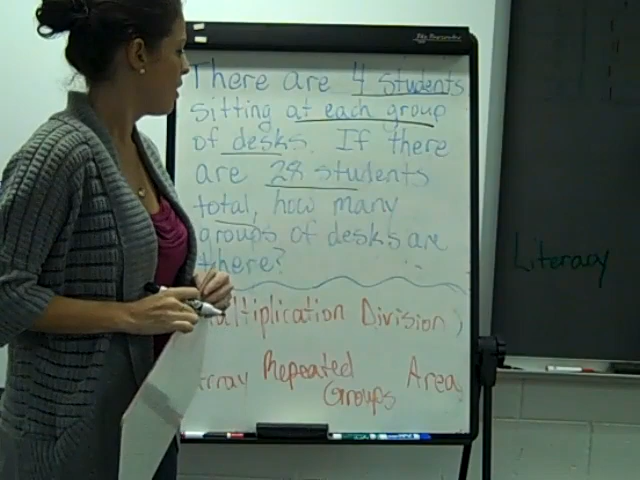 There are 4 students
sitting at each group
of desks. If there
are 28 students
total, how many
groups of desks are
there?
Multiplication Division
Array Repeated Groups Area
Literacy